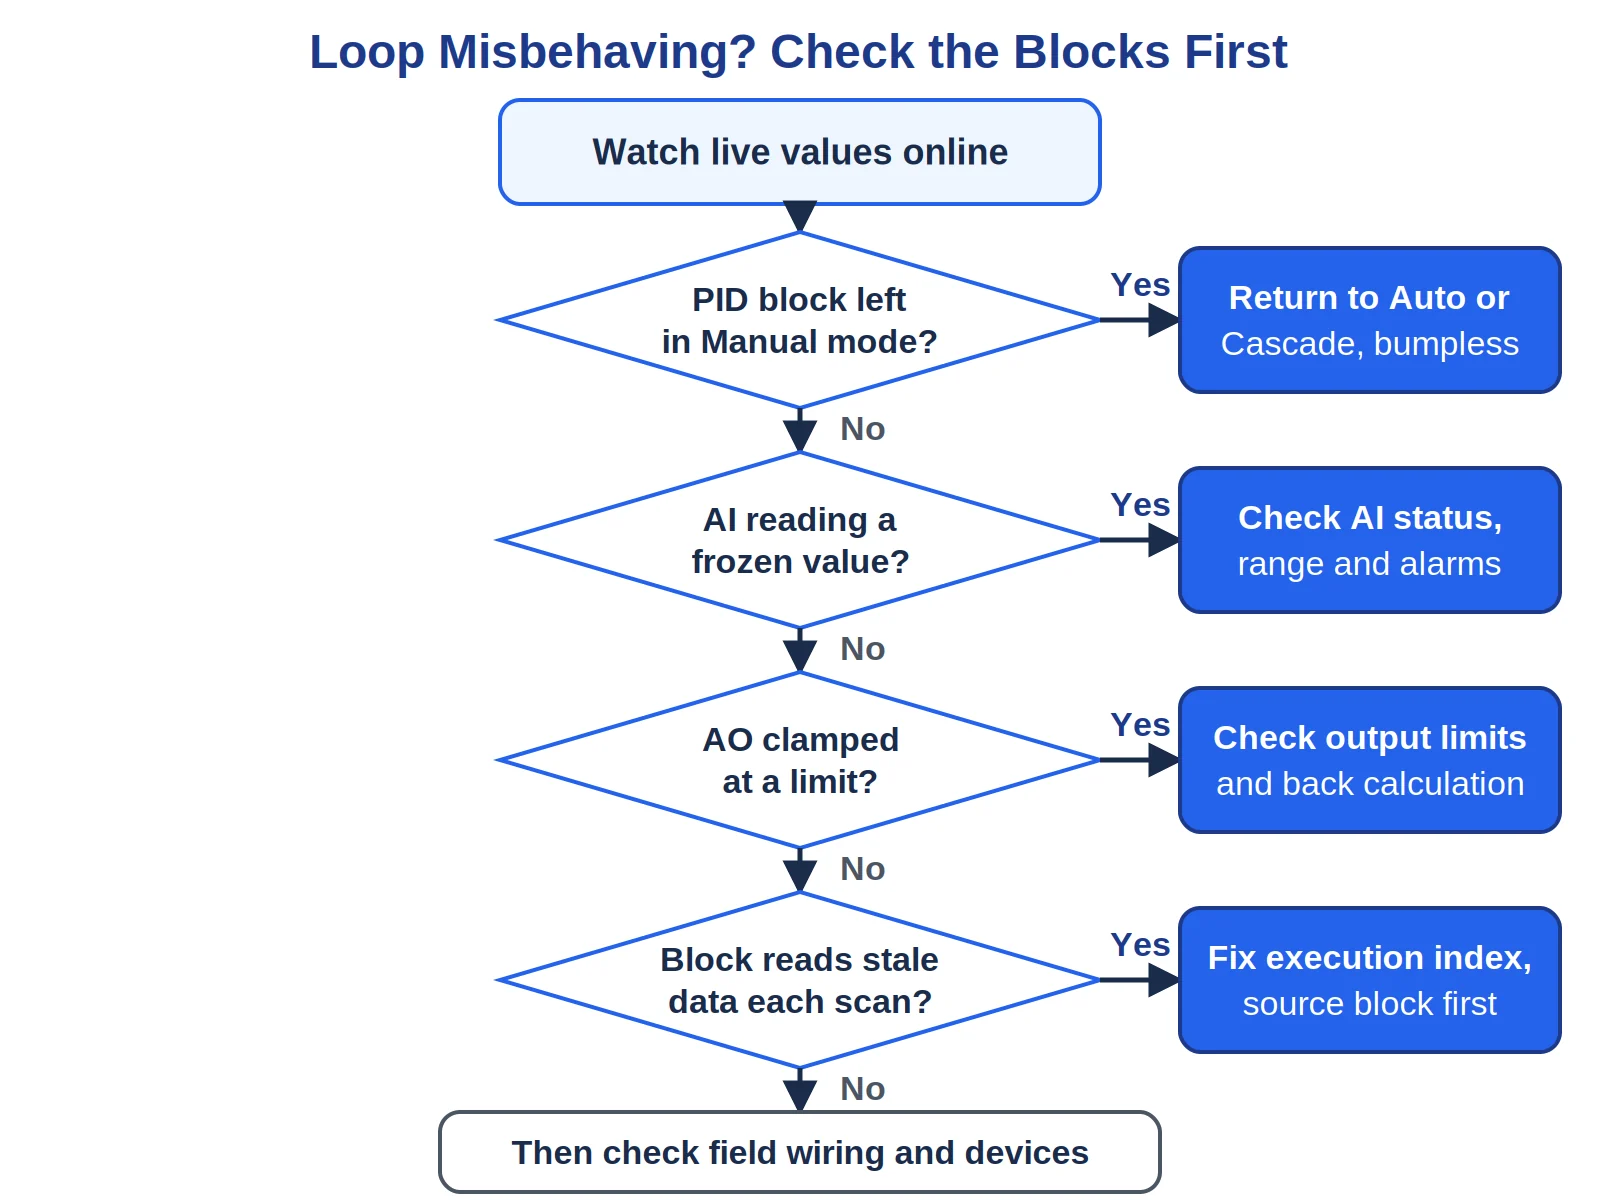 Loop Misbehaving? Check the Blocks First
Watch live values online
PID block left
in Manual mode?
Yes
Return to Auto or
Cascade, bumpless
No
AI reading a
frozen value?
Yes
Check AI status,
range and alarms
No
AO clamped
at a limit?
Yes
Check output limits
and back calculation
No
Block reads stale
data each scan?
Yes
Fix execution index,
source block first
No
Then check field wiring and devices